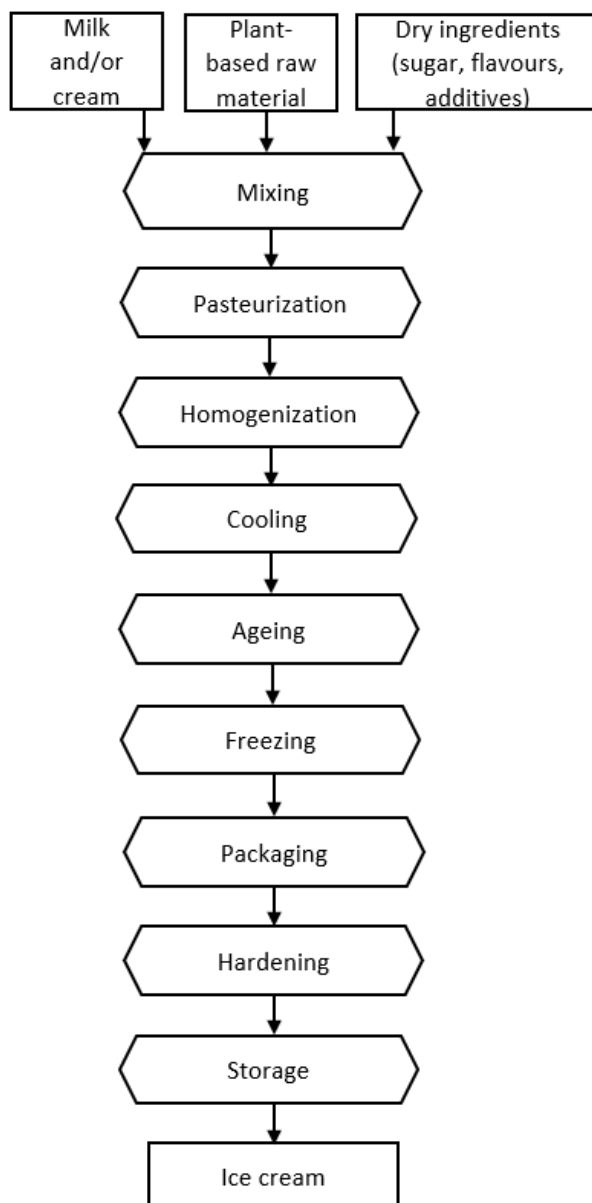 Milk
and/or
cream
Plant-
based raw
material
Dry ingredients
(sugar, flavours,
additives)
Mixing
Pasteurization
Homogenization
Cooling
Ageing
Freezing
Packaging
Hardening
Storage
Ice cream